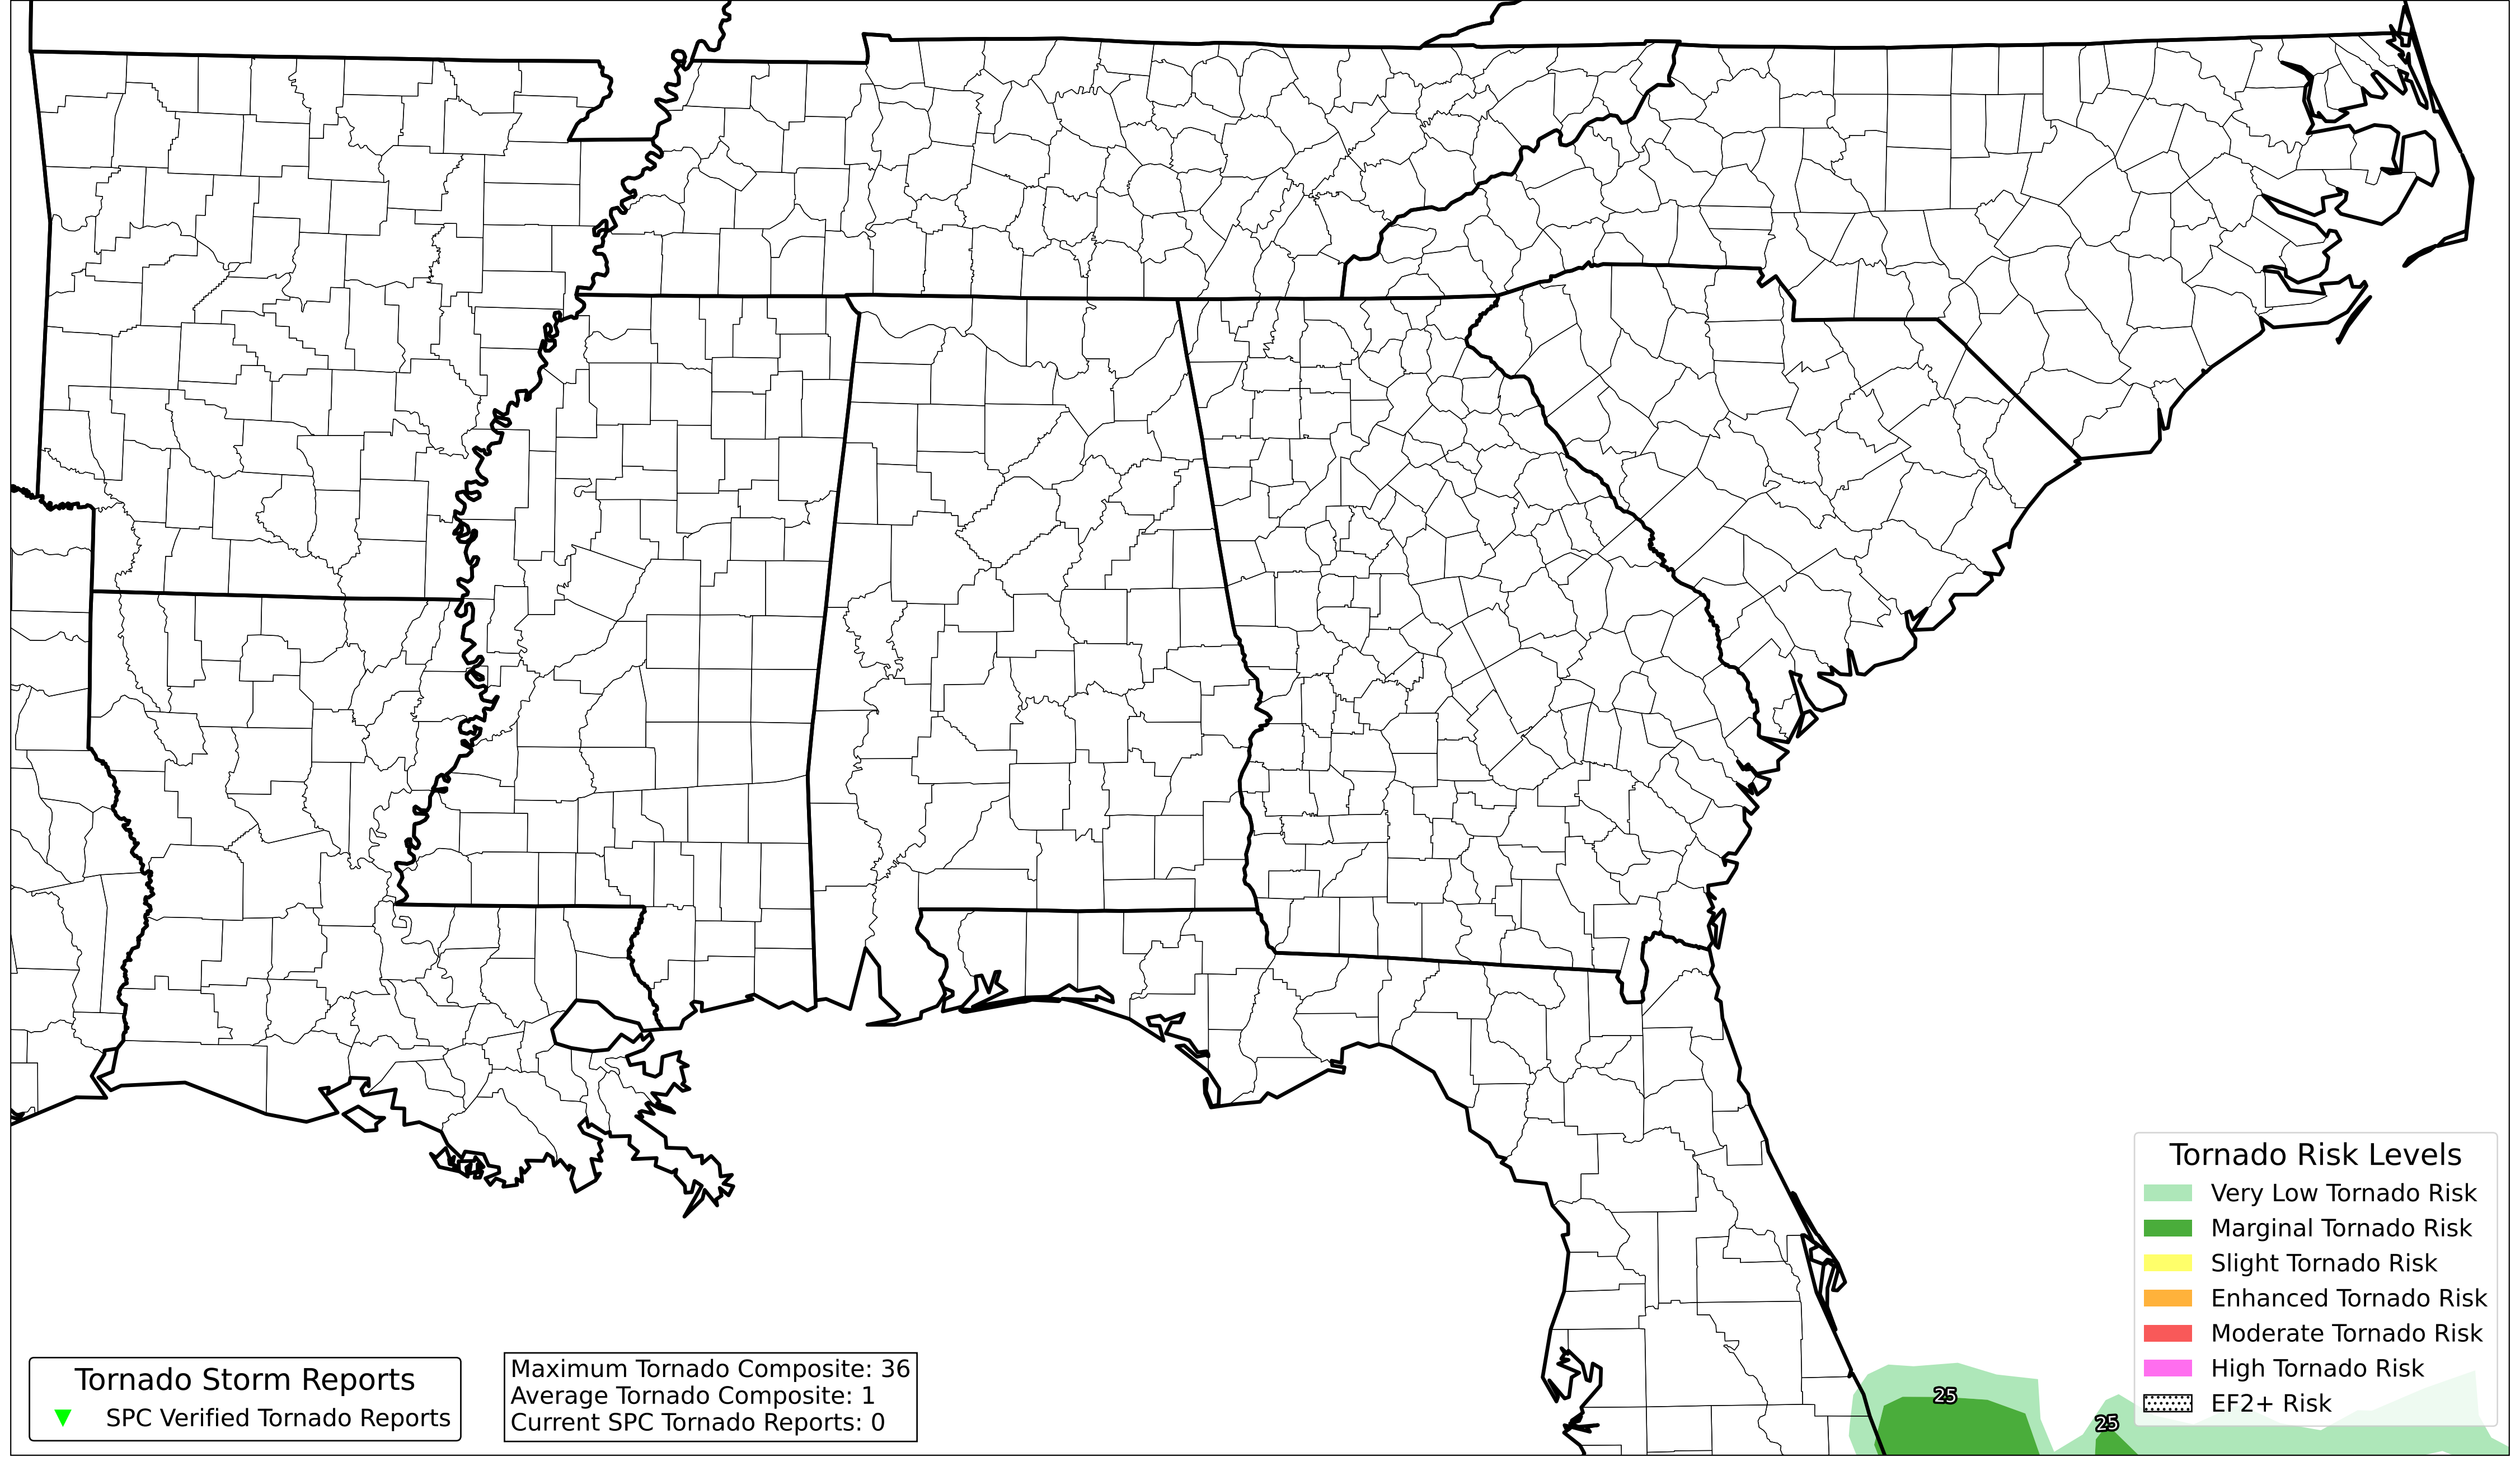 Tornado Risk Levels
Very Low Tornado Risk
Marginal Tornado Risk
Slight Tornado Risk
Enhanced Tornado Risk
Moderate Tornado Risk
High Tornado Risk
EF2+ Risk
25
25
Tornado Storm Reports
SPC Verified Tornado Reports
Maximum Tornado Composite: 36
Average Tornado Composite: 1
Current SPC Tornado Reports: 0